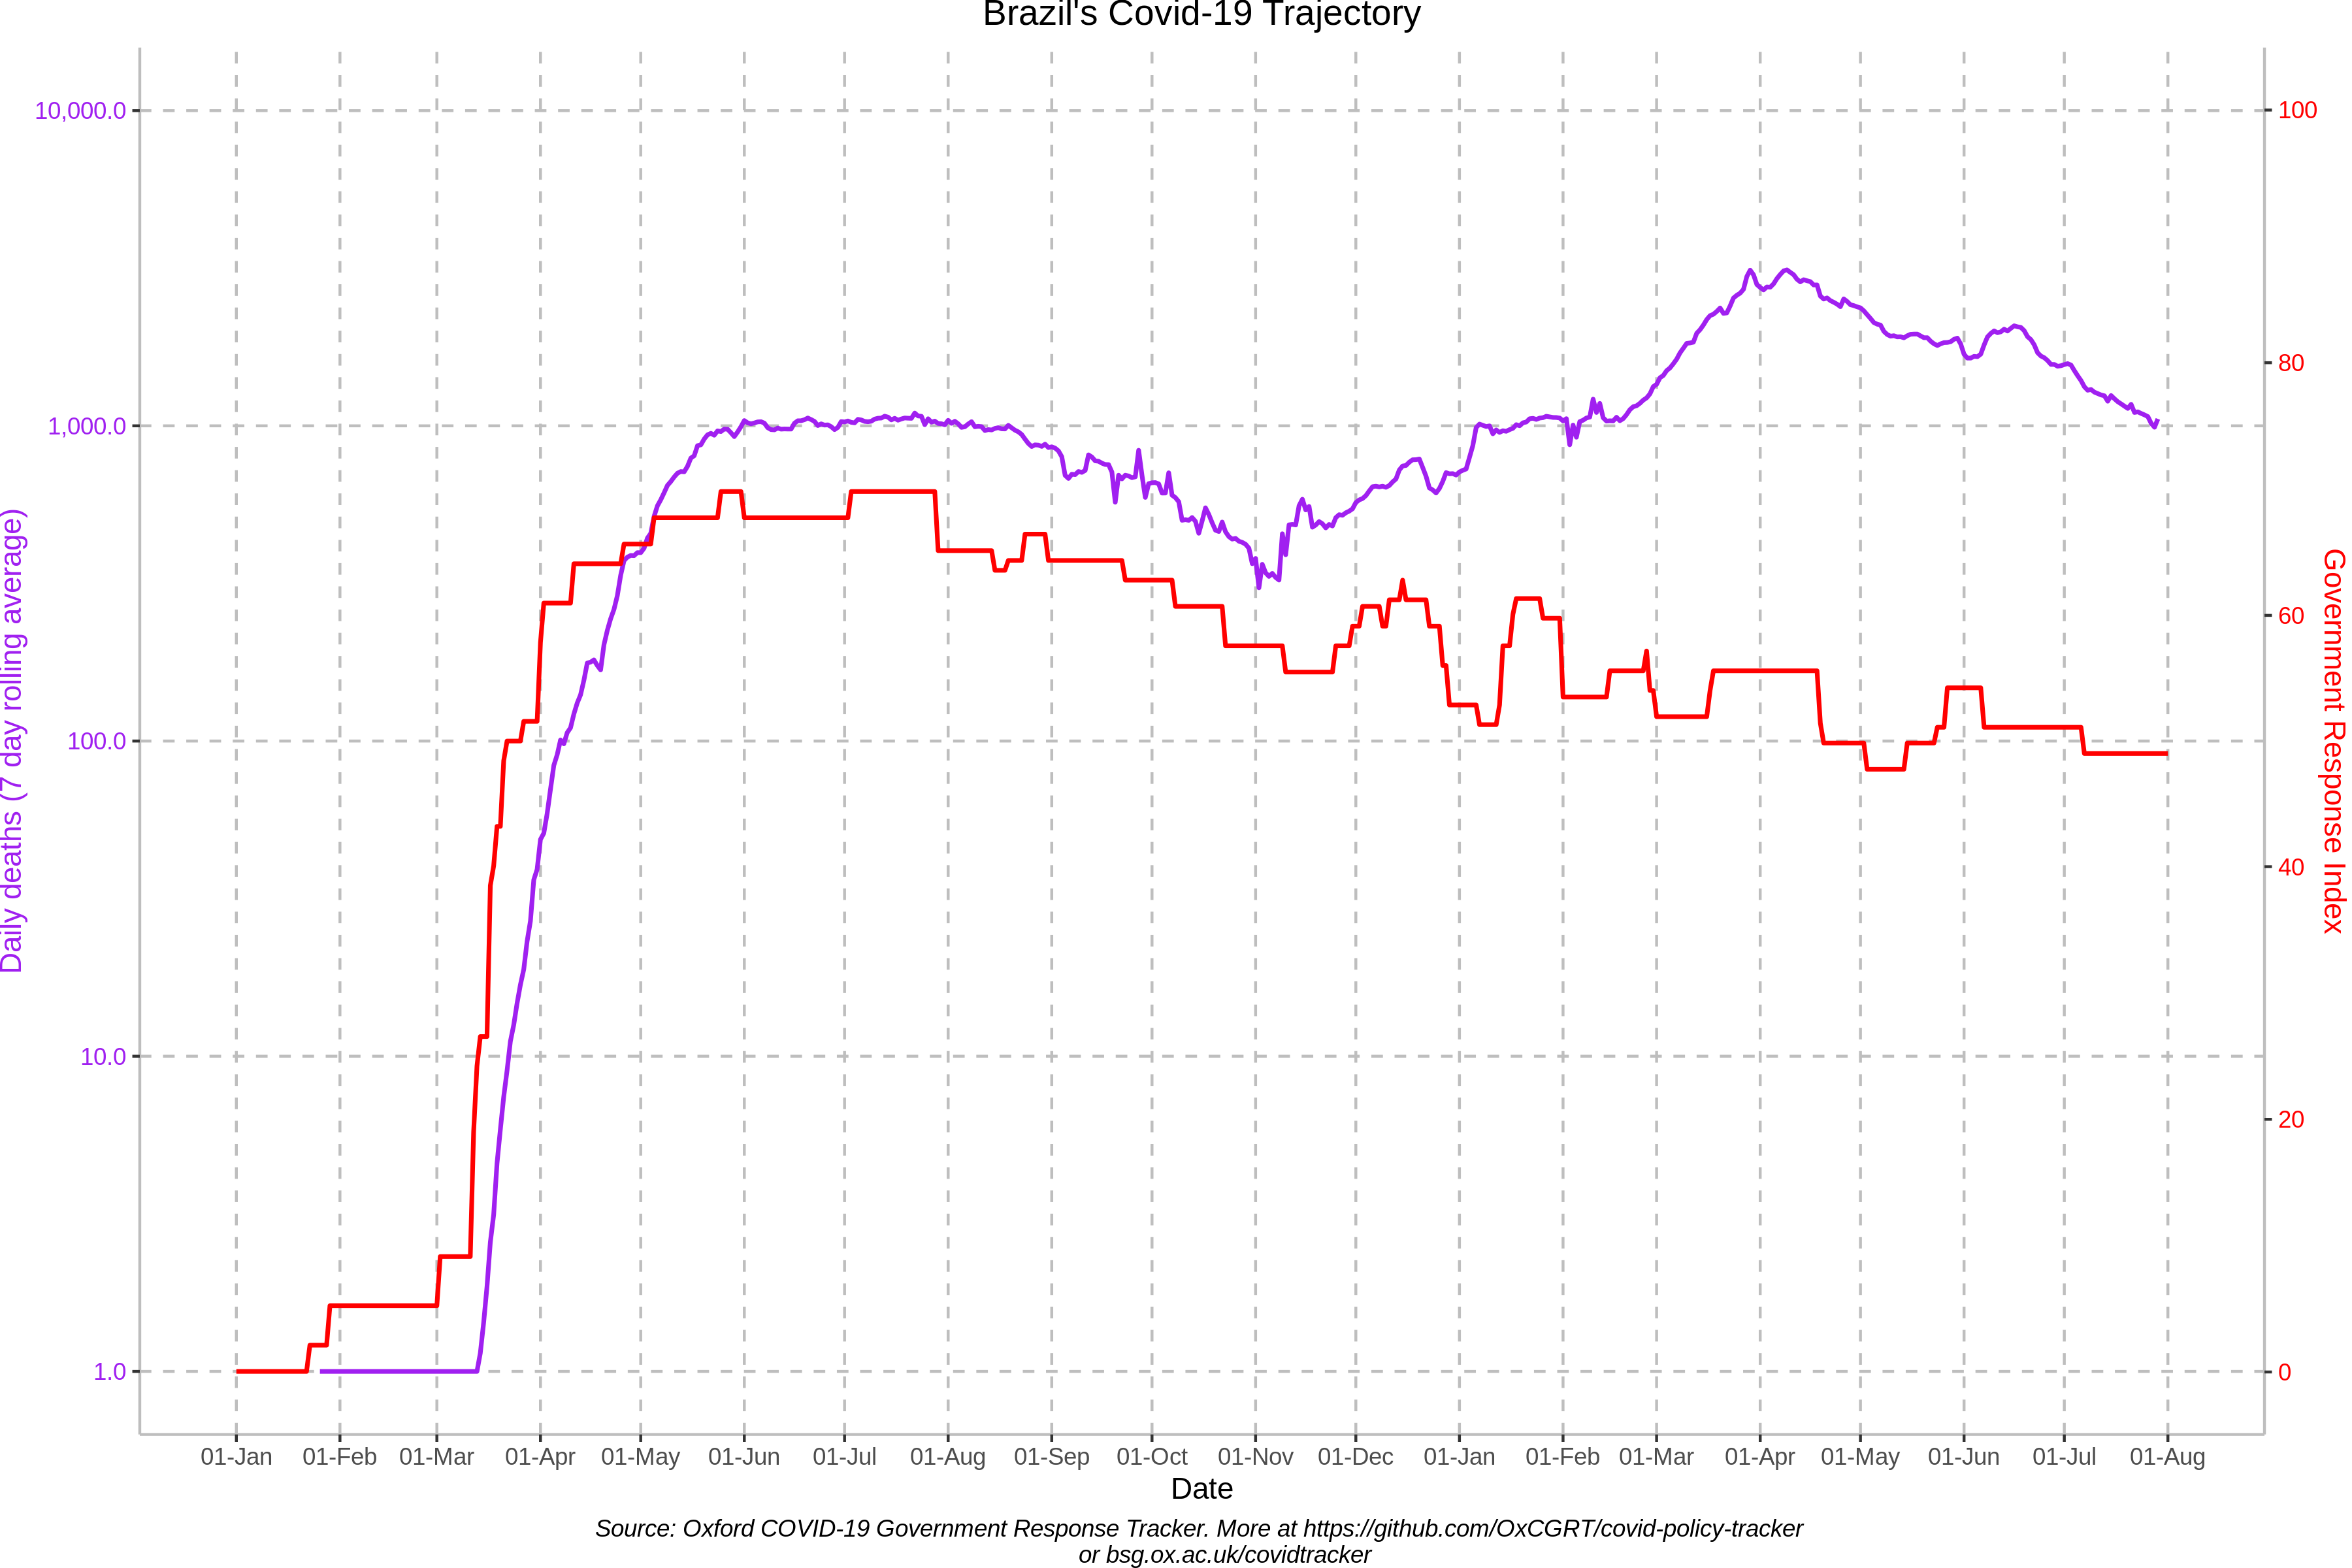 Brazil's Covid-19 Trajectory
10,000.0
1,000.0
100.0
10.0
1.0
Daily deaths (7 day rolling average)
100
80
60
40
20
0
Government Response Index
01-Jan 01-Feb 01-Mar 01-Apr 01-May 01-Jun 01-Jul 01-Aug 01-Sep 01-Oct 01-Nov 01-Dec 01-Jan 01-Feb 01-Mar 01-Apr 01-May 01-Jun 01-Jul 01-Aug
Date
Source: Oxford COVID-19 Government Response Tracker. More at https://github.com/OxCGRT/covid-policy-tracker
or bsg.ox.ac.uk/covidtracker